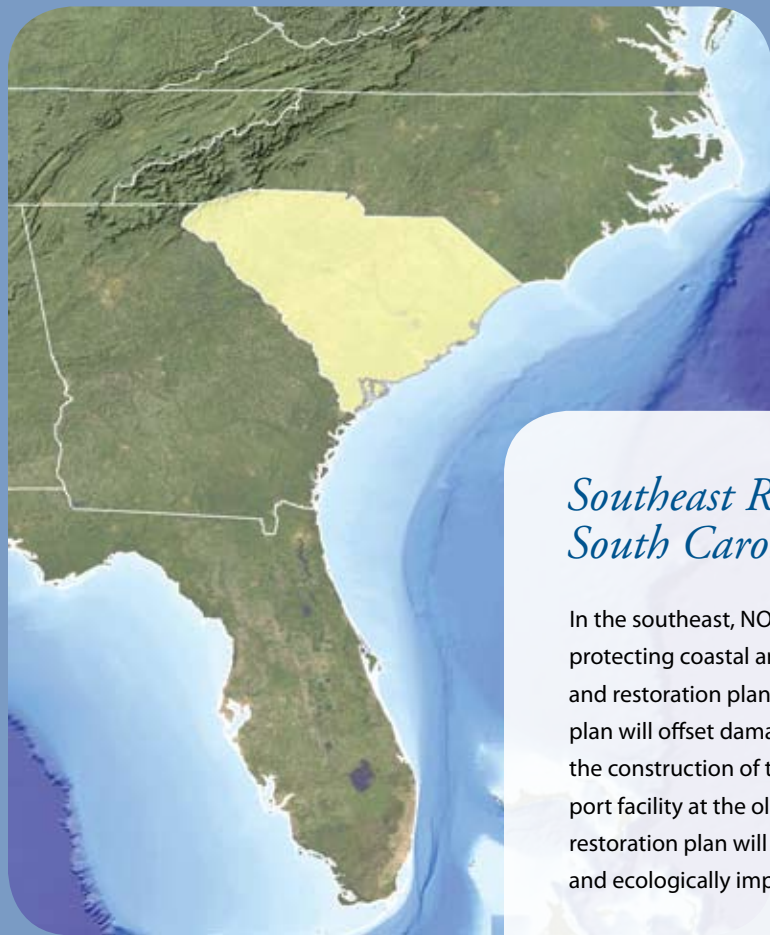 Southeast R
South Caro
In the southeast, NO
protecting coastal an
and restoration plan
plan will offset dama
the construction of t
port facility at the ol
restoration plan will
and ecologically imp